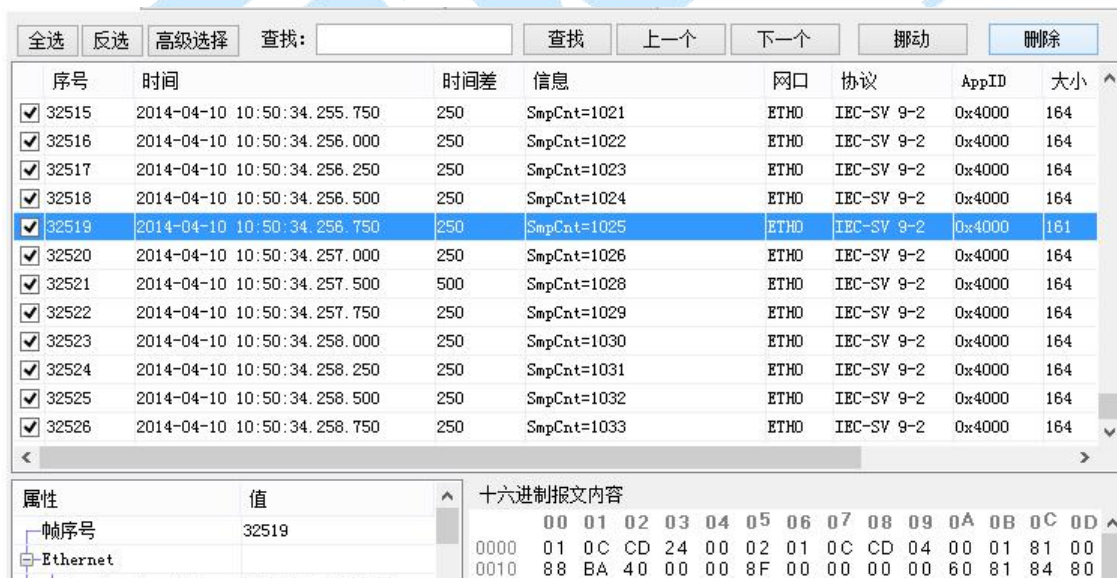 全选 反选 高级选择 查找: 查找 上一个 下一个 挪动 删除
序号 时间 时间差 信息 网口 协议 AppID 大小
32515 2014-04-10 10:50:34.255.750 250 SmpCnt=1021 ETH0 IEC-SV 9-2 0x4000 164
32516 2014-04-10 10:50:34.256.000 250 SmpCnt=1022 ETH0 IEC-SV 9-2 0x4000 164
32517 2014-04-10 10:50:34.256.250 250 SmpCnt=1023 ETH0 IEC-SV 9-2 0x4000 164
32518 2014-04-10 10:50:34.256.500 250 SmpCnt=1024 ETH0 IEC-SV 9-2 0x4000 164
32519 2014-04-10 10:50:34.256.750 250 SmpCnt=1025 ETH0 IEC-SV 9-2 0x4000 161
32520 2014-04-10 10:50:34.257.000 250 SmpCnt=1026 ETH0 IEC-SV 9-2 0x4000 164
32521 2014-04-10 10:50:34.257.500 500 SmpCnt=1028 ETH0 IEC-SV 9-2 0x4000 164
32522 2014-04-10 10:50:34.257.750 250 SmpCnt=1029 ETH0 IEC-SV 9-2 0x4000 164
32523 2014-04-10 10:50:34.258.000 250 SmpCnt=1030 ETH0 IEC-SV 9-2 0x4000 164
32524 2014-04-10 10:50:34.258.250 250 SmpCnt=1031 ETH0 IEC-SV 9-2 0x4000 164
32525 2014-04-10 10:50:34.258.500 250 SmpCnt=1032 ETH0 IEC-SV 9-2 0x4000 164
32526 2014-04-10 10:50:34.258.750 250 SmpCnt=1033 ETH0 IEC-SV 9-2 0x4000 164
属性 值
帧序号 32519
Ethernet
十六进制报文内容
00 01 02 03 04 05 06 07 08 09 0A 0B 0C 0D
0000 01 0C CD 24 00 02 01 0C CD 04 00 01 81 00
0010 88 BA 40 00 00 8F 00 00 00 00 60 81 84 80